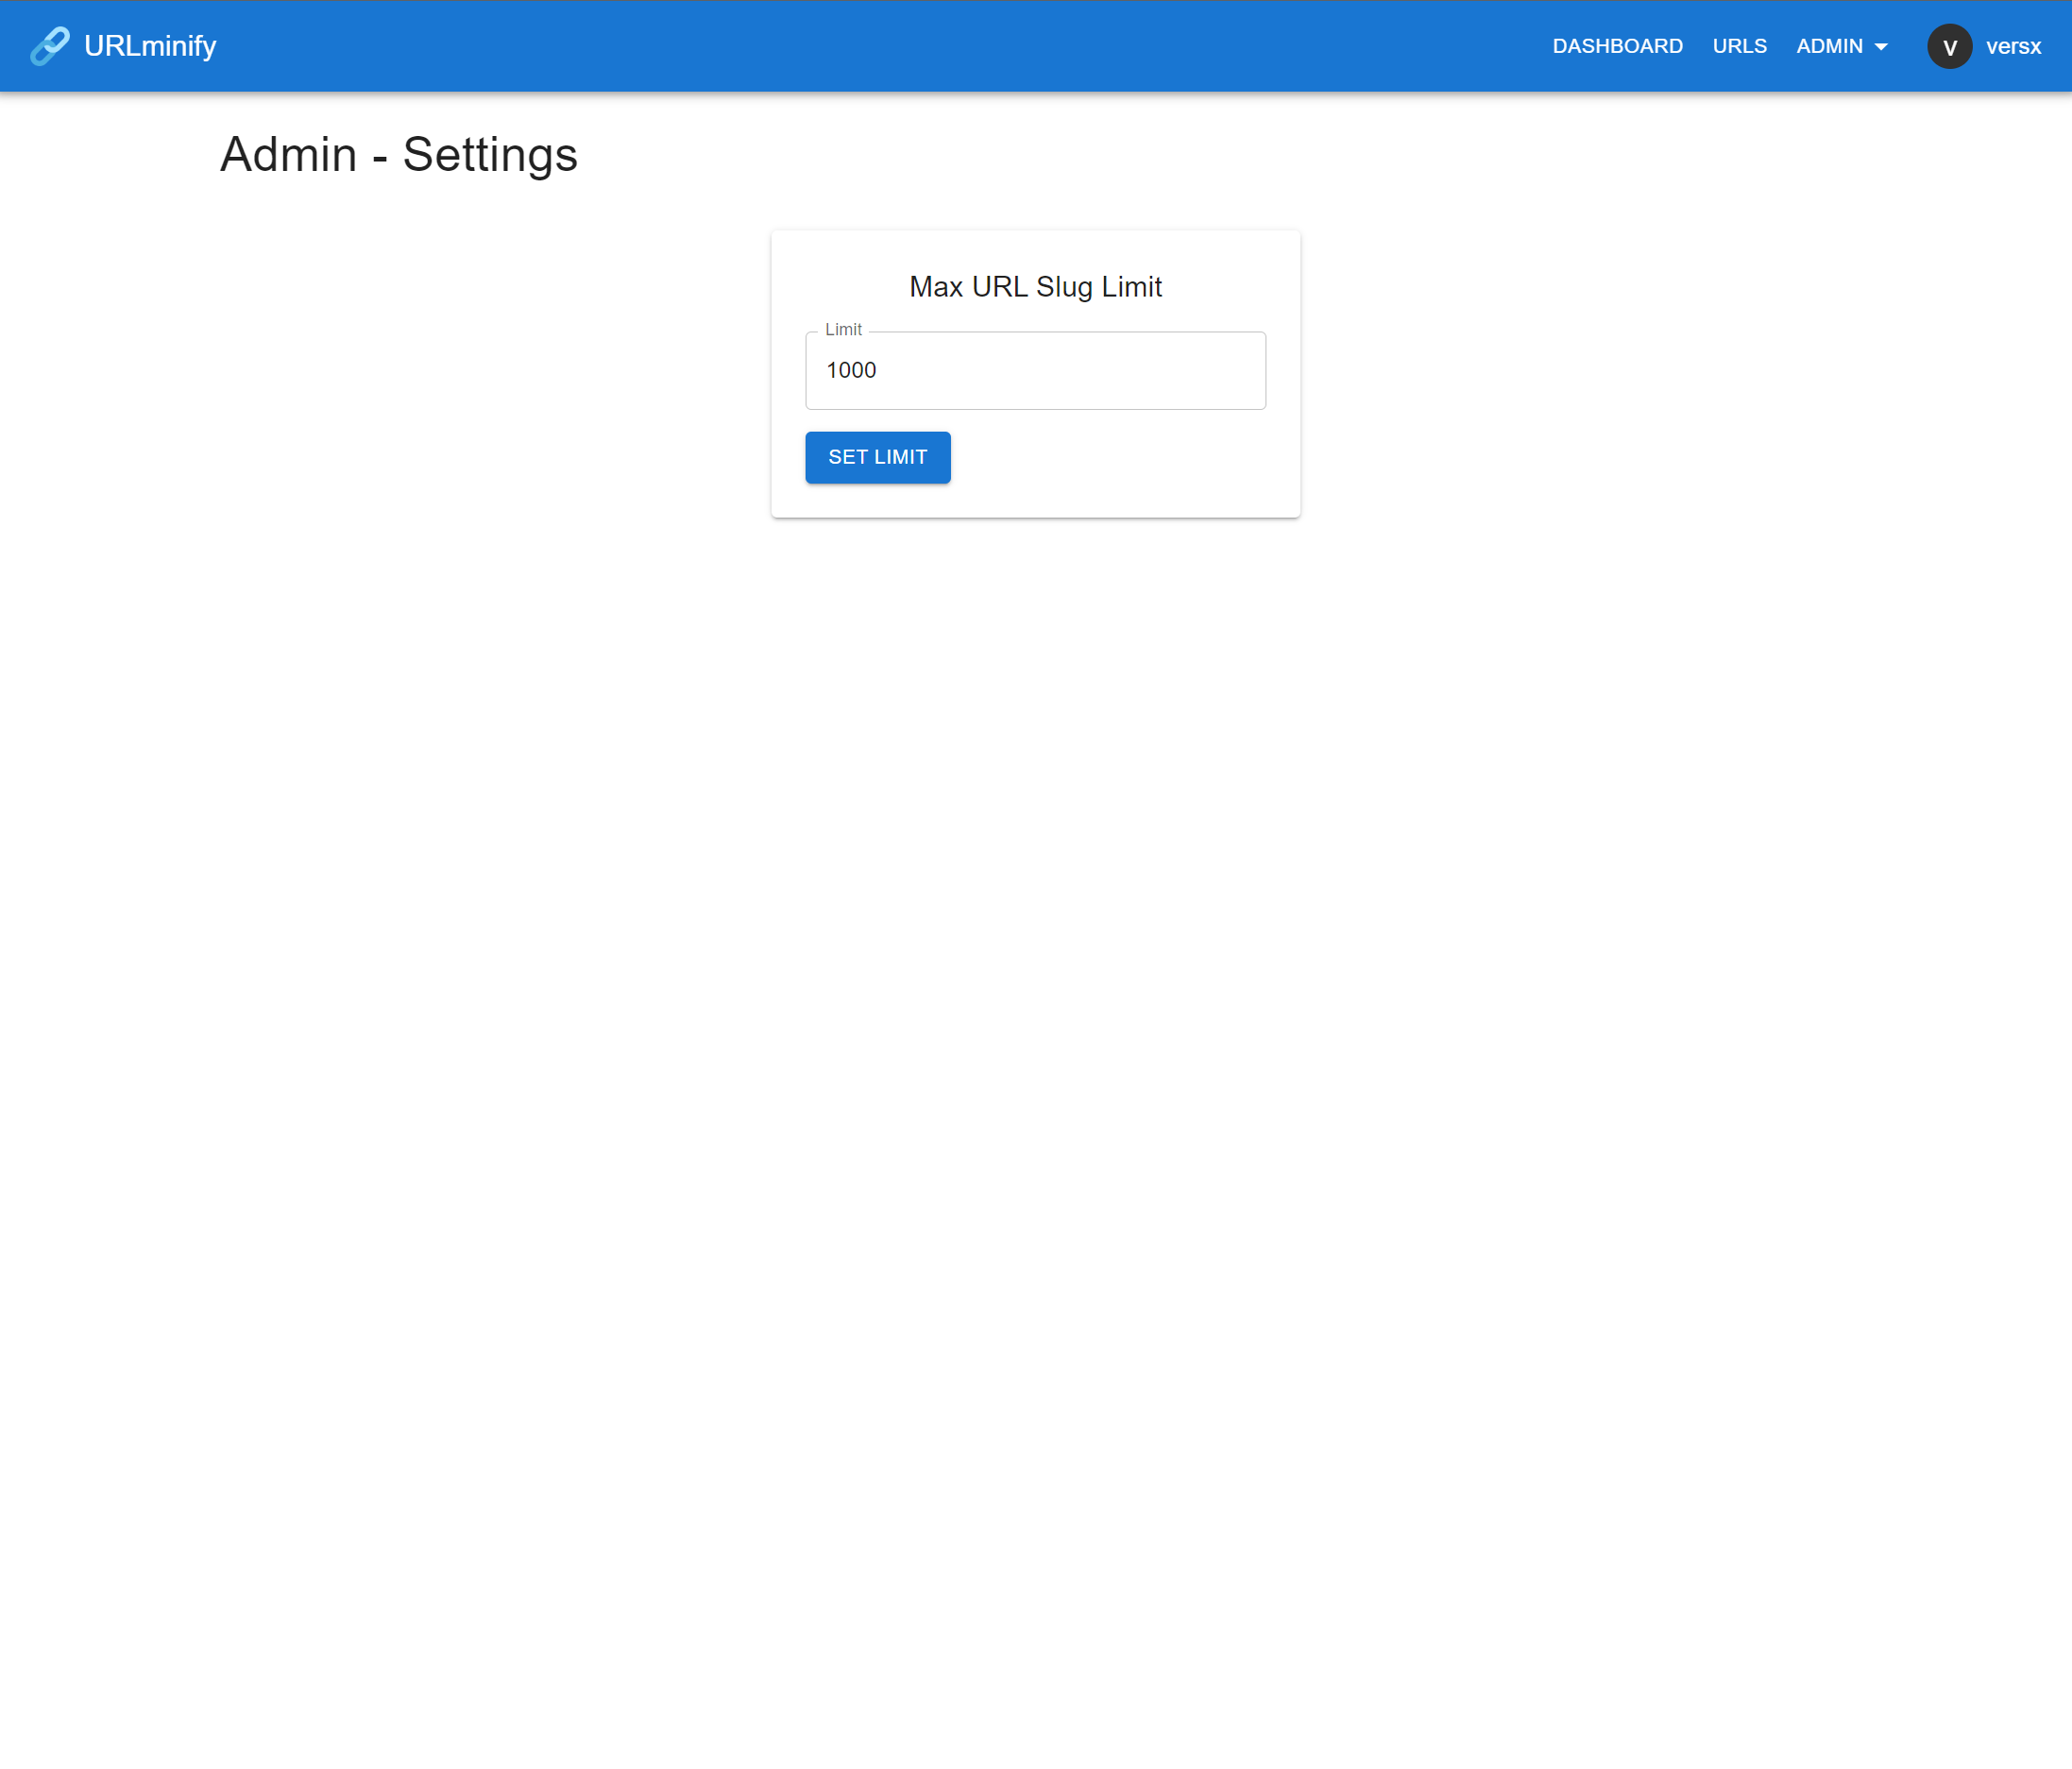 URLminify
DASHBOARD URLS ADMIN V versx
Admin - Settings
Max URL Slug Limit
Limit
1000
SET LIMIT